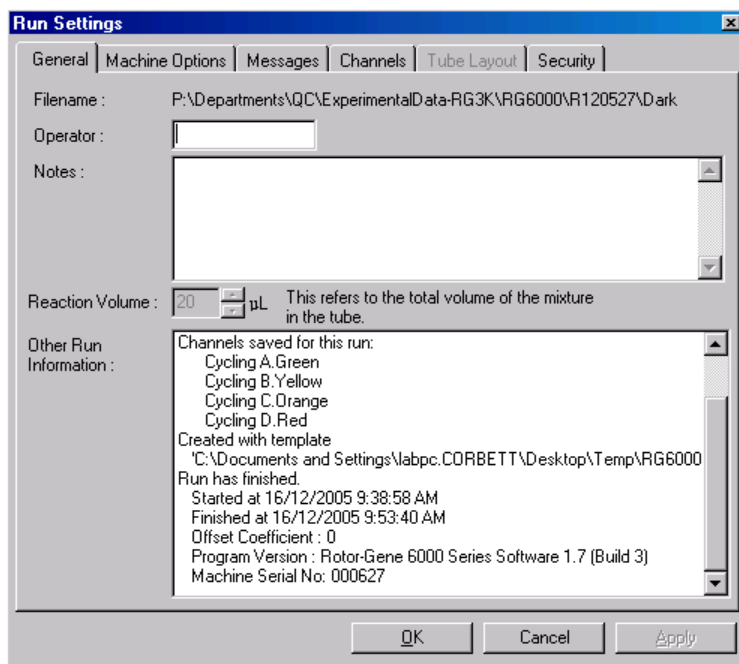 Run Settings
General Machine Options Messages Channels Tube Layout Security
Filename : P:\Departments\QC\ExperimentalData-RG3K\RG6000\R120527\Dark
Operator :
Notes :
Reaction Volume : 20 µL This refers to the total volume of the mixture
in the tube.
Other Run
Information :
Channels saved for this run:
Cycling A.Green
Cycling B.Yellow
Cycling C.Orange
Cycling D.Red
Created with template
'C:\Documents and Settings\labpc.CORBETT\Desktop\Temp\RG6000
Run has finished.
Started at 16/12/2005 9:38:58 AM
Finished at 16/12/2005 9:53:40 AM
Offset Coefficient : 0
Program Version : Rotor-Gene 6000 Series Software 1.7 (Build 3)
Machine Serial No: 000627
OK Cancel Apply